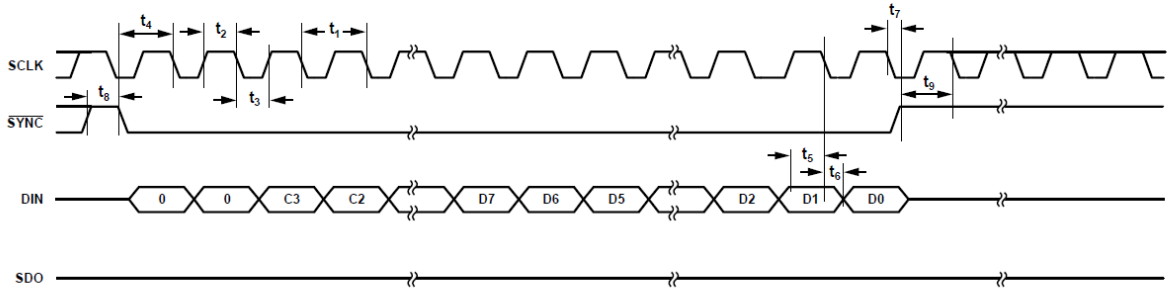 t4 t2 t1 t7
SCLK
t8 t3 t9
SYNC
t5
t6
DIN 0 0 C3 C2 D7 D6 D5 D2 D1 D0
SDO